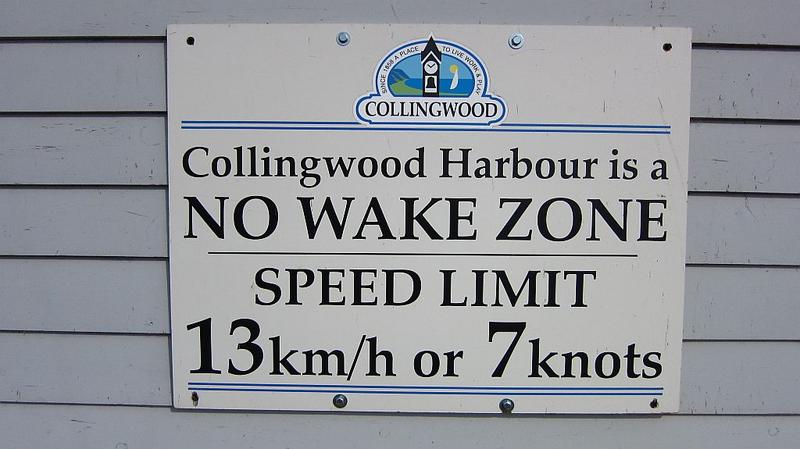 SINCE 1858 A PLACE TO LIVE WORK & PLAY
COLLINGWOOD
Collingwood Harbour is a
NO WAKE ZONE
SPEED LIMIT
13km/h or 7knots